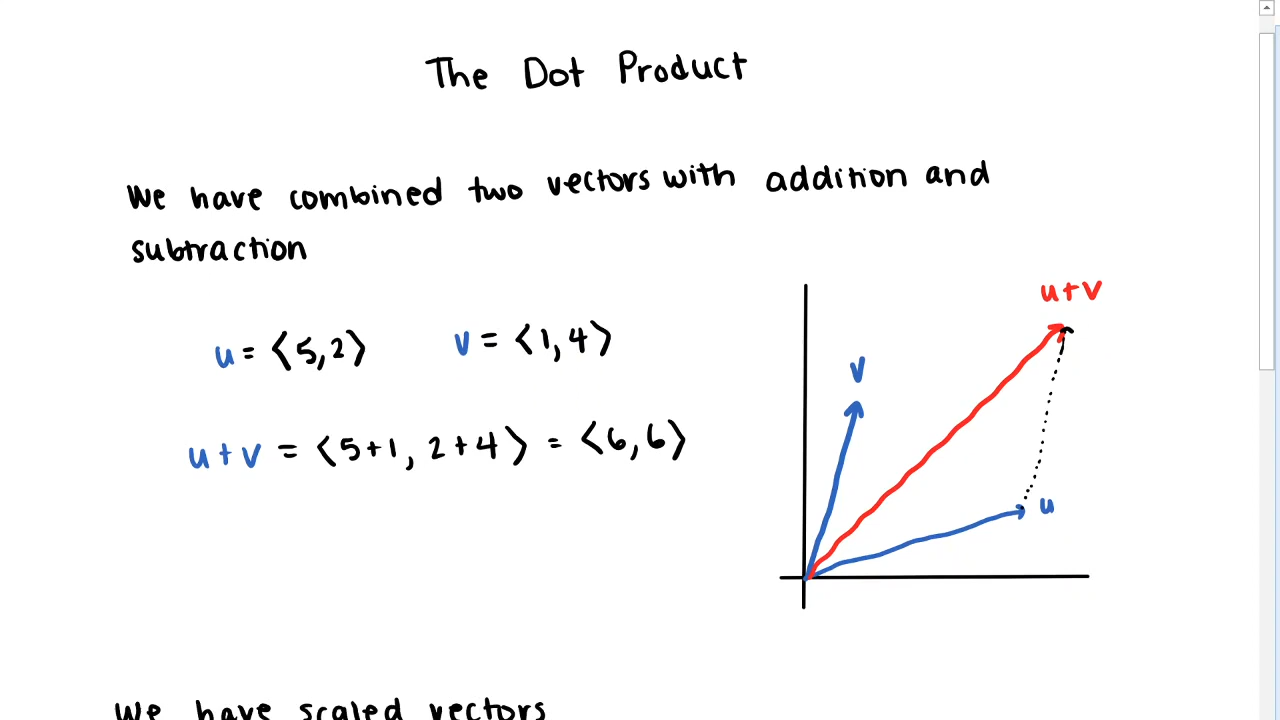 The Dot Product
We have combined two vectors with addition and
subtraction
u = ⟨5,2⟩ v = ⟨1,4⟩
u+v = ⟨5+1, 2+4⟩ = ⟨6,6⟩
u+v
v
u
We have scaled vectors